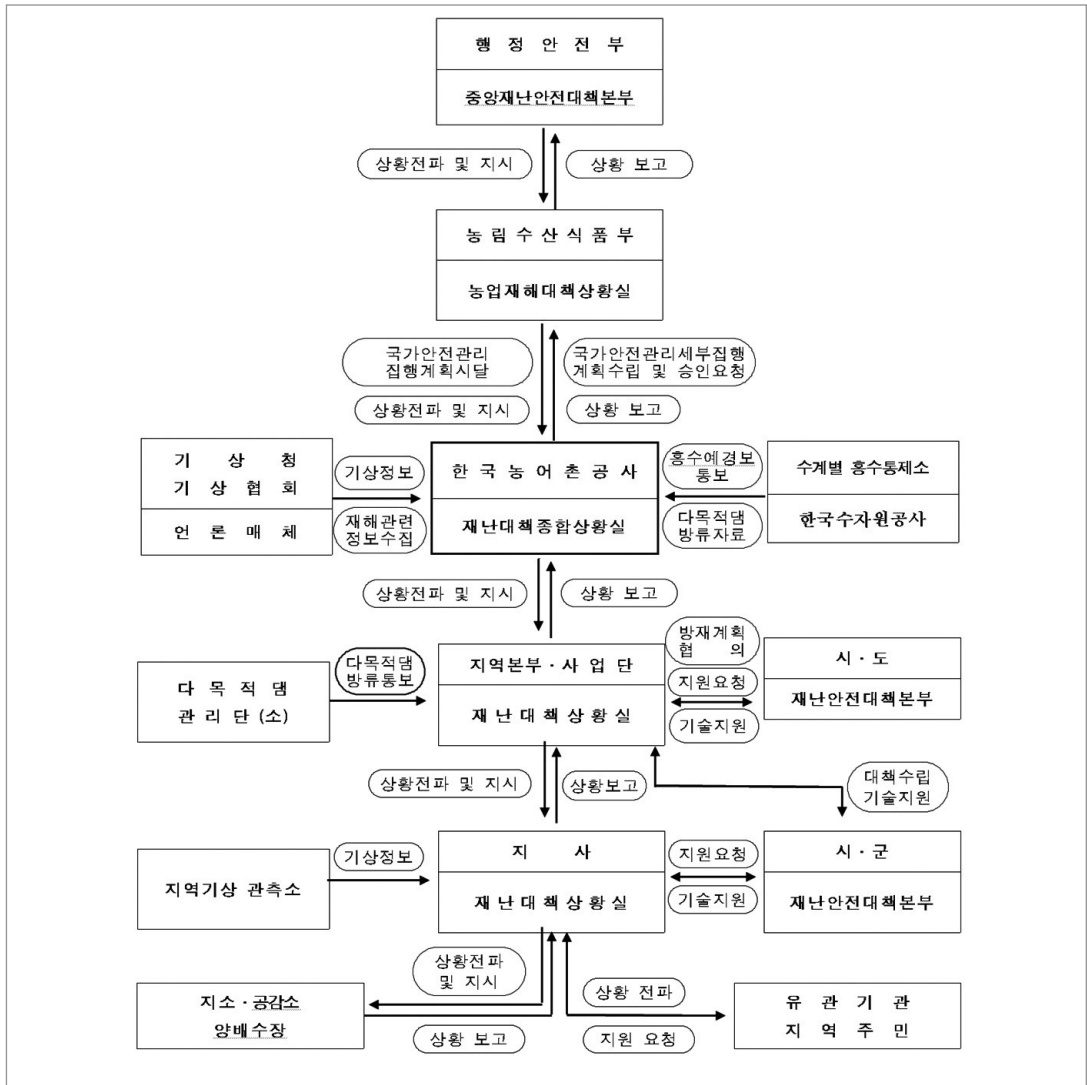 행 정 안 전 부
중앙재난안전대책본부
상황전파 및 지시
상황 보고
농 림 수 산 식 품 부
농업재해대책상황실
국가안전관리
집행계획시달
국가안전관리세부집행
계획수립 및 승인요청
상황전파 및 지시
상황 보고
기 상 청
기 상 협 회
언 론 매 체
기상정보
재해관련
정보수집
한 국 농 어 촌 공 사
재난대책종합상황실
홍수예경보
통보
다목적댐
방류자료
수계별 홍수통제소
한국수자원공사
상황전파 및 지시
상황 보고
다 목 적 댐
관 리 단 (소)
다목적댐
방류통보
지역본부·사업단
재난대책상황실
방재계획
협 의
지원요청
기술지원
시 · 도
재난안전대책본부
상황전파 및 지시
상황보고
대책수립
기술지원
지역기상 관측소
기상정보
지 사
재난대책상황실
지원요청
기술지원
시 · 군
재난안전대책본부
상황전파
및 지시
상황 보고
지소·공감소
양배수장
상황 전파
지원 요청
유 관 기 관
지 역 주 민